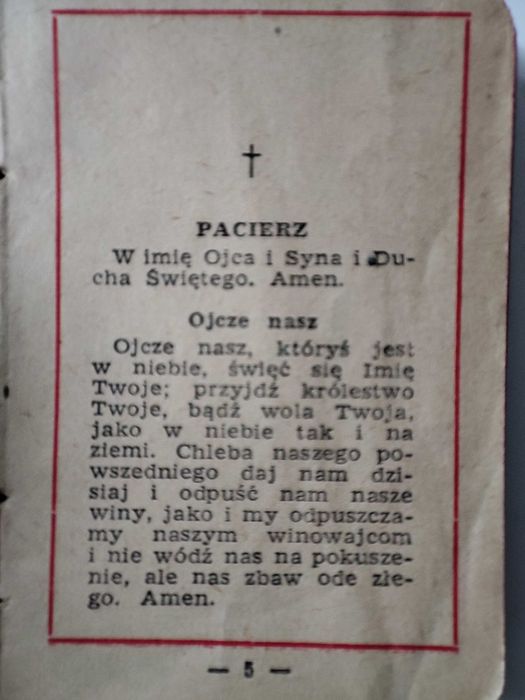 PACIERZ
W imię Ojca i Syna i Du-
cha Świętego. Amen.
Ojcze nasz
Ojcze nasz, któryś jest
w niebie, święć się Imię
Twoje; przyjdź królestwo
Twoje, bądź wola Twoja,
jako w niebie tak i na
ziemi. Chleba naszego po-
wszedniego daj nam dzi-
siaj i odpuść nam nasze
winy, jako i my odpuszcza-
my naszym winowajcom
i nie wódź nas na pokusze-
nie, ale nas zbaw ode złe-
go. Amen.
— 5 —